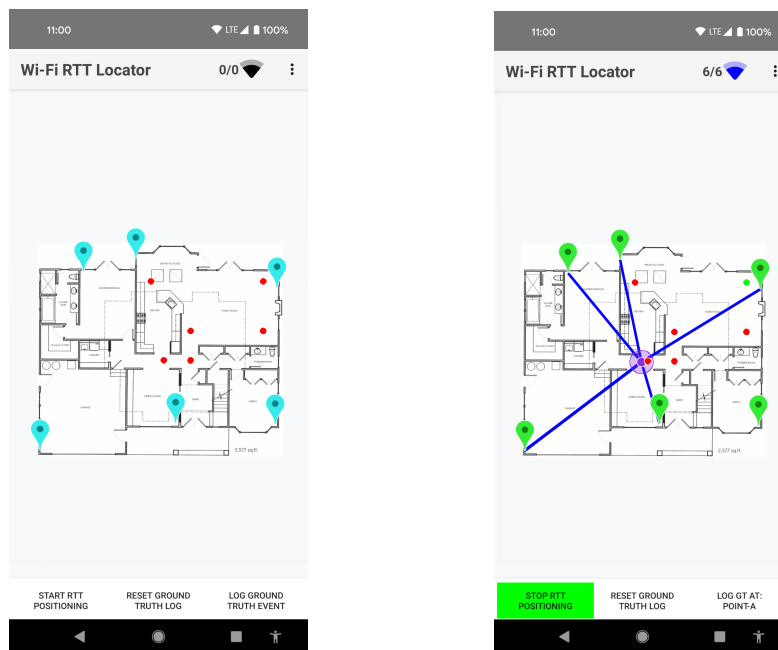 11:00
LTE 100%
Wi-Fi RTT Locator
0/0
2,577 sq.ft.
START RTT
POSITIONING
RESET GROUND
TRUTH LOG
LOG GROUND
TRUTH EVENT
11:00
LTE 100%
Wi-Fi RTT Locator
6/6
2,577 sq.ft.
STOP RTT
POSITIONING
RESET GROUND
TRUTH LOG
LOG GT AT:
POINT-A